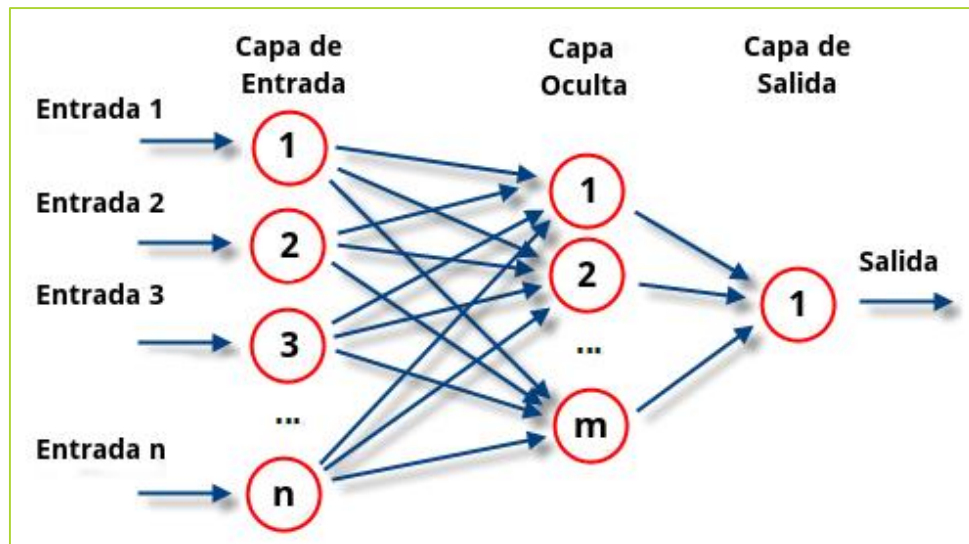 Capa de
Entrada
Capa
Oculta
Capa de
Salida
Entrada 1
1
Entrada 2
2
Entrada 3
3
...
Entrada n
n
1
2
...
m
1
Salida